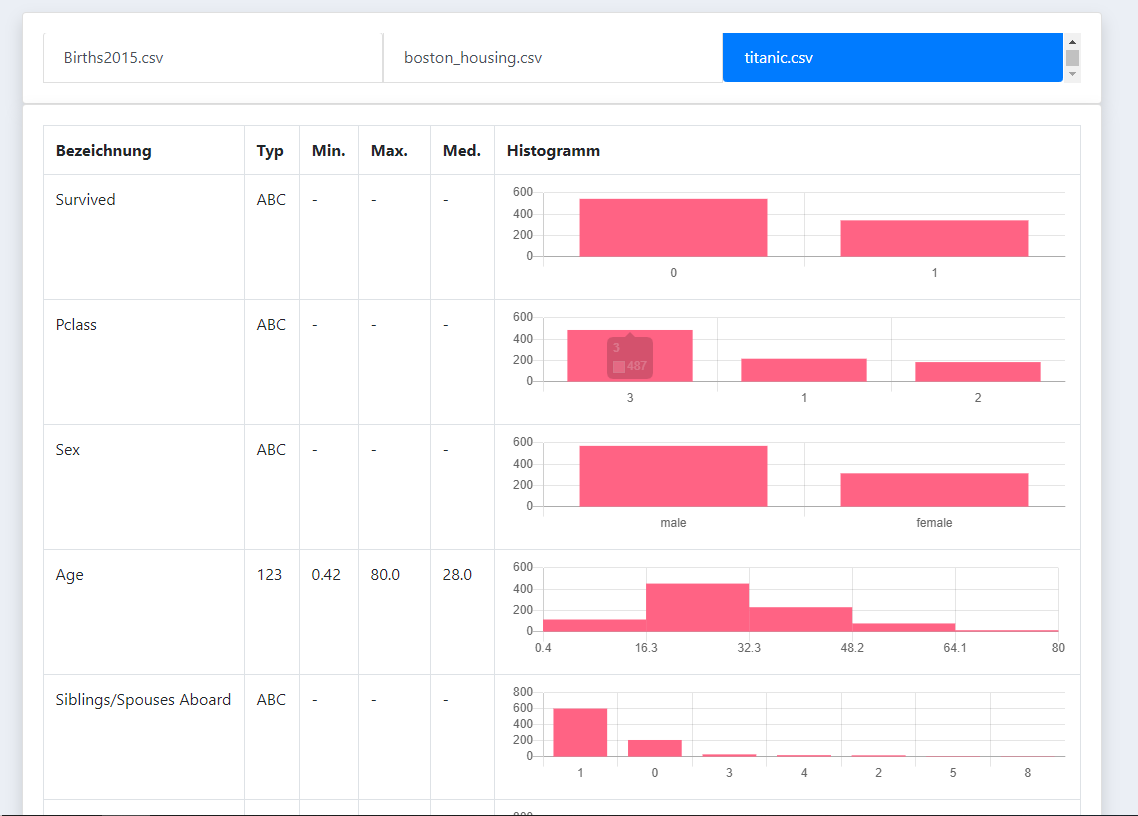 Births2015.csv boston_housing.csv titanic.csv
Bezeichnung Typ Min. Max. Med. Histogramm
Survived ABC - - -
600
400
200
0
0 1
Pclass ABC - - -
600
400
200
0
3
487
3 1 2
Sex ABC - - -
600
400
200
0
male female
Age 123 0.42 80.0 28.0
600
400
200
0
0.4 16.3 32.3 48.2 64.1 80
Siblings/Spouses Aboard ABC - - -
800
600
400
200
0
1 0 3 4 2 5 8